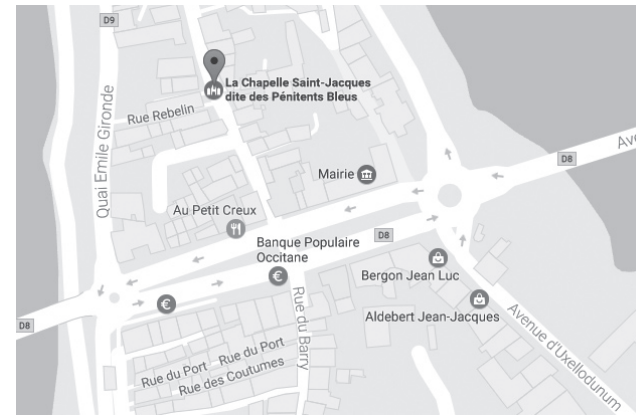 D9
La Chapelle Saint-Jacques
dite des Pénitents Bleus
Rue Rebelin
Quai Emile Gironde
D8
Ave
Mairie
Au Petit Creux
D8
Banque Populaire
Occitane
€
Bergon Jean Luc
€
Aldebert Jean-Jacques
D8
Rue du Barry
Avenue d'Uxellodunum
Rue du Port
Rue du Port
Rue des Coutumes